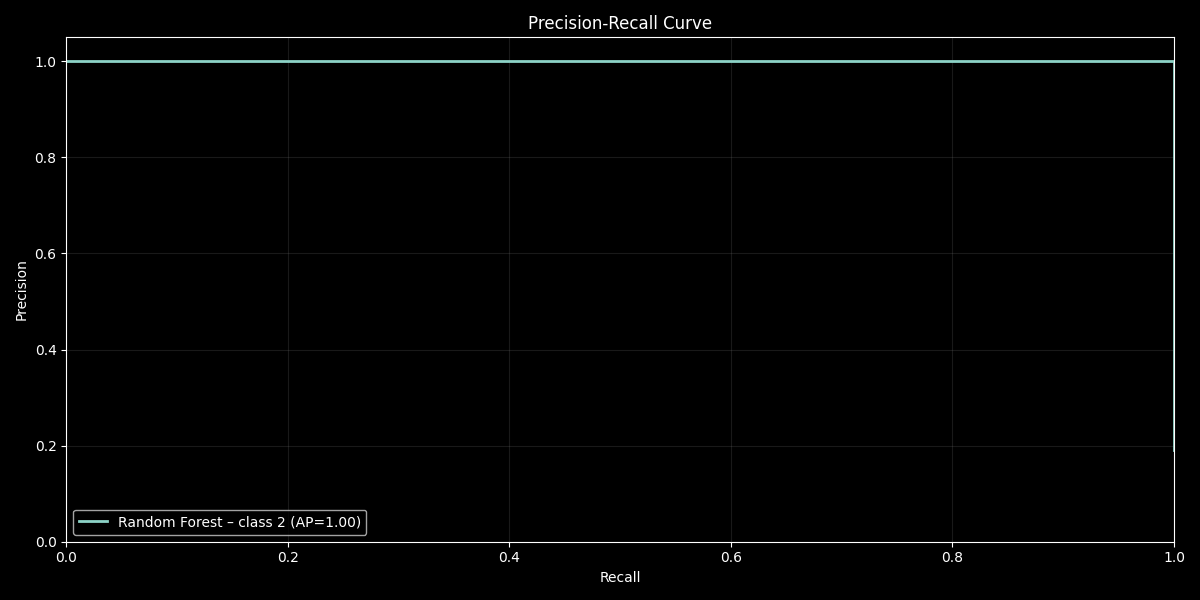 Precision-Recall Curve
Precision
1.0
0.8
0.6
0.4
0.2
0.0
Random Forest – class 2 (AP=1.00)
0.0 0.2 0.4 0.6 0.8 1.0
Recall